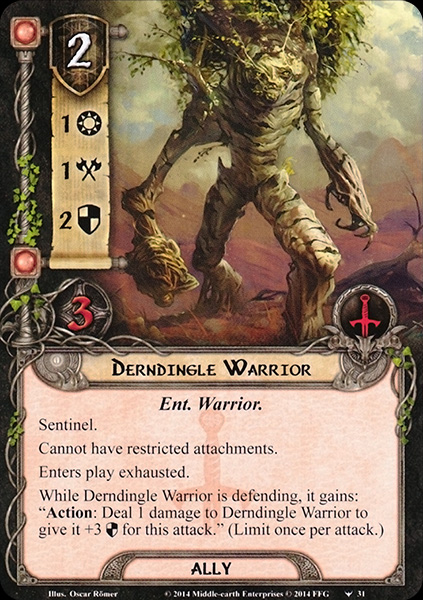 2
1
1
2
3
Derndingle Warrior
Ent. Warrior.
Sentinel.
Cannot have restricted attachments.
Enters play exhausted.
While Derndingle Warrior is defending, it gains:
“Action: Deal 1 damage to Derndingle Warrior to
give it +3 for this attack.” (Limit once per attack.)
ALLY
Illus. Oscar Römer © 2014 Middle-earth Enterprises © 2014 FFG 31